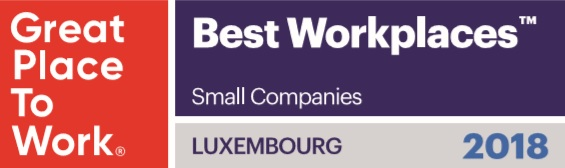 Great
Place
To
Work®
Best Workplaces™
Small Companies
LUXEMBOURG
2018